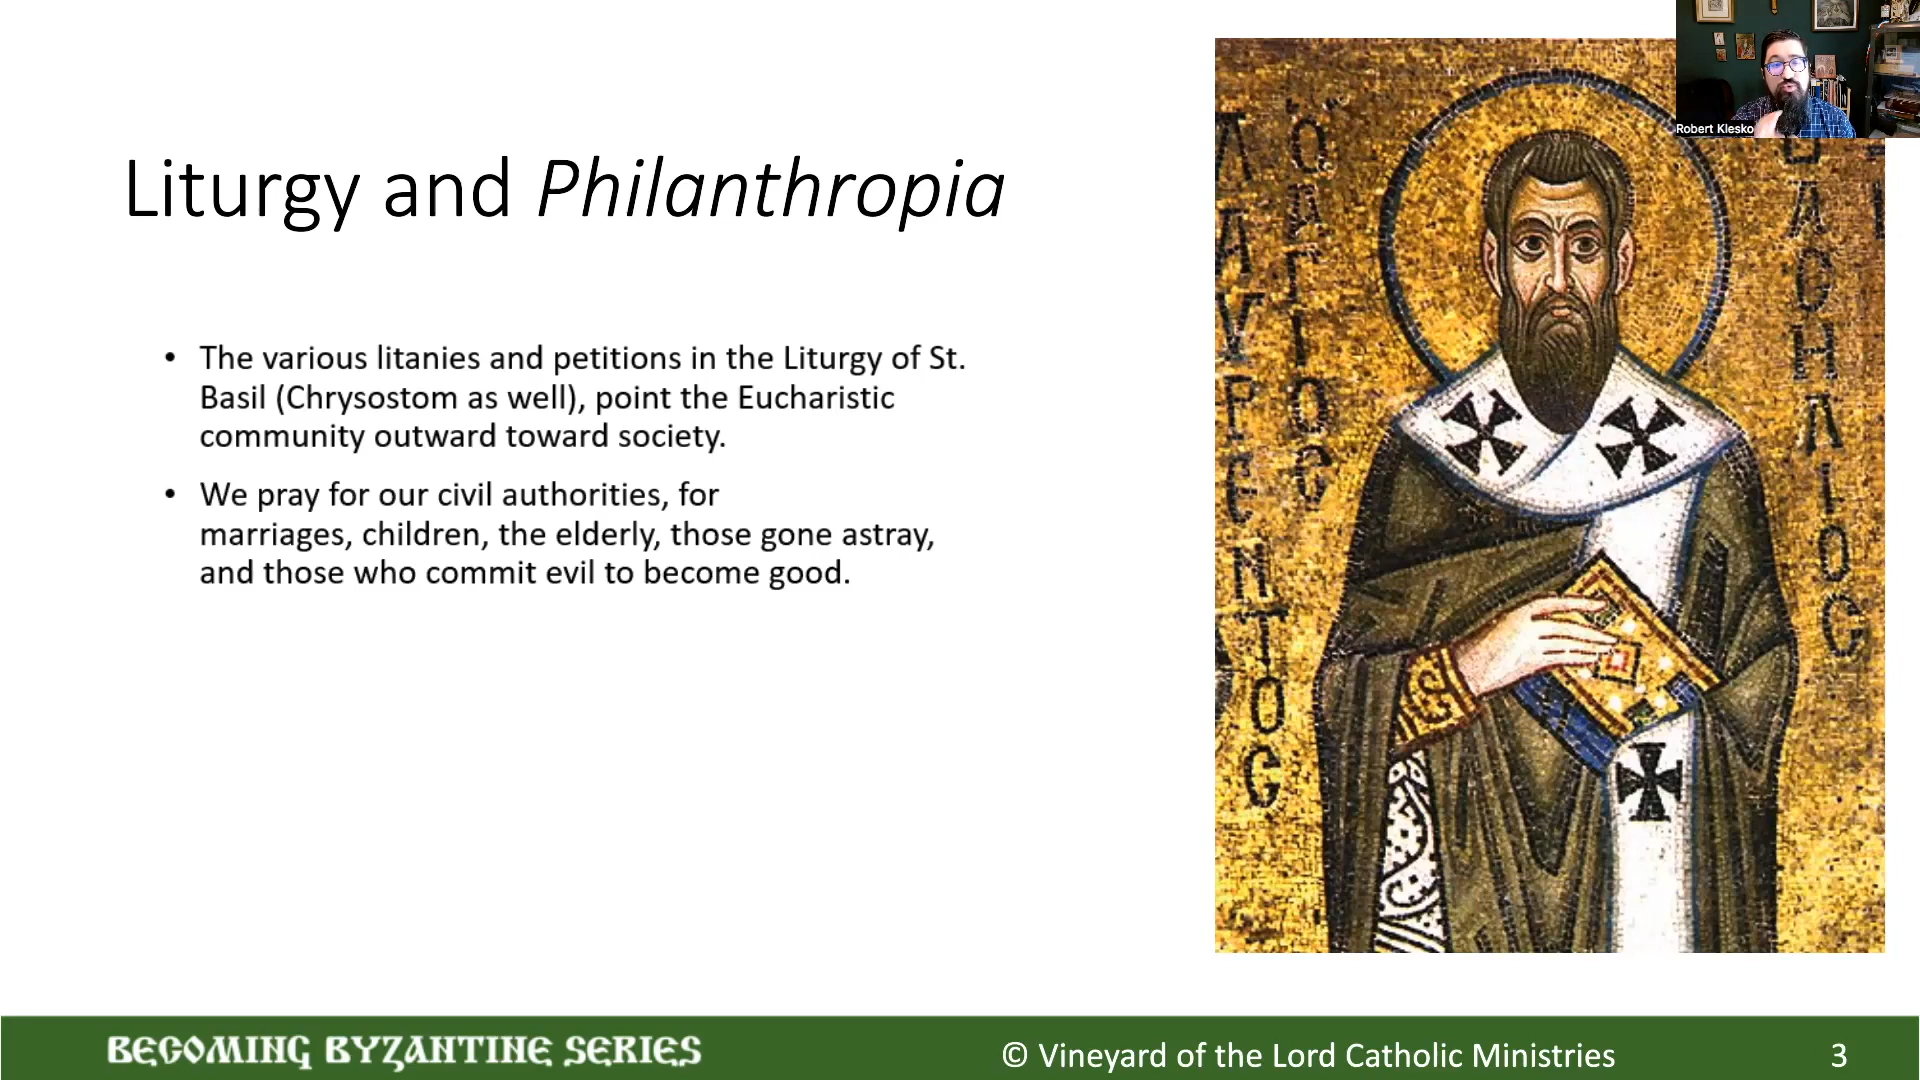 Liturgy and Philanthropia
• The various litanies and petitions in the Liturgy of St.
Basil (Chrysostom as well), point the Eucharistic
community outward toward society.
• We pray for our civil authorities, for
marriages, children, the elderly, those gone astray,
and those who commit evil to become good.
Robert Klesko
BECOMING BYZANTINE SERIES
© Vineyard of the Lord Catholic Ministries
3